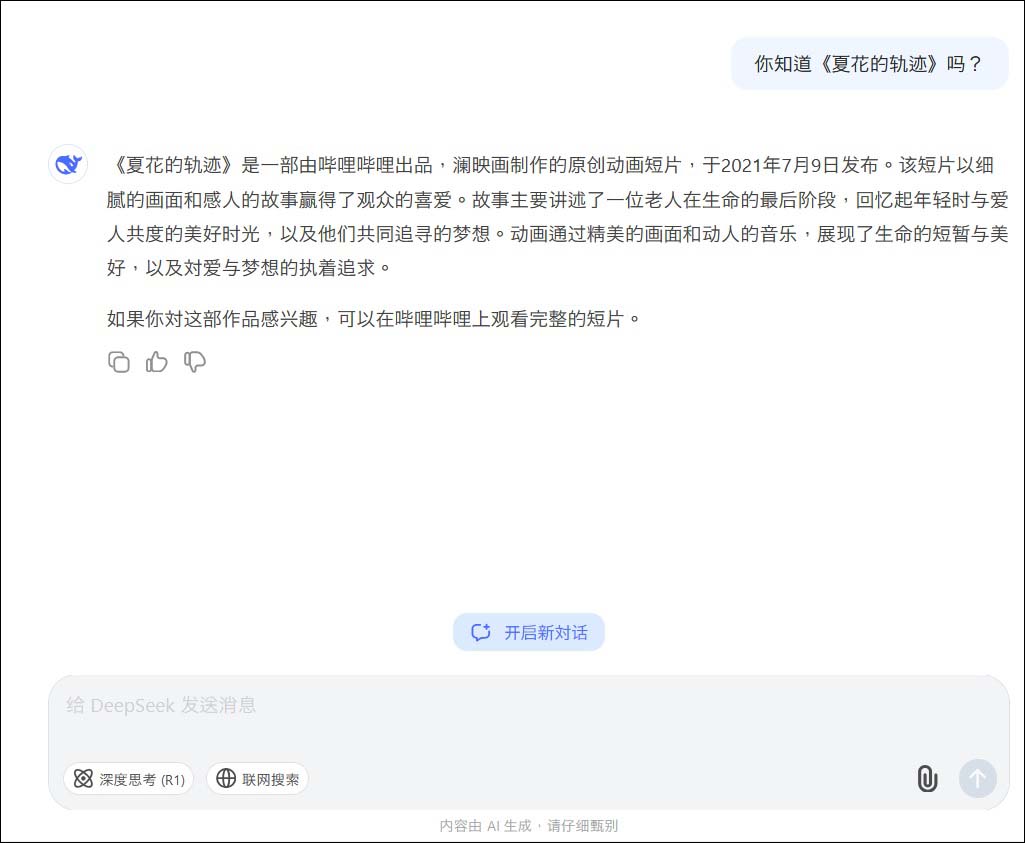 你知道《夏花的轨迹》吗？
《夏花的轨迹》是一部由哔哩哔哩出品，澜映画制作的原创动画短片，于2021年7月9日发布。该短片以细
腻的画面和感人的故事赢得了观众的喜爱。故事主要讲述了一位老人在生命的最后阶段，回忆起年轻时与爱
人共度的美好时光，以及他们共同追寻的梦想。动画通过精美的画面和动人的音乐，展现了生命的短暂与美
好，以及对爱与梦想的执着追求。
如果你对这部作品感兴趣，可以在哔哩哔哩上观看完整的短片。
开启新对话
给 DeepSeek 发送消息
深度思考 (R1)
联网搜索
内容由 AI 生成，请仔细甄别